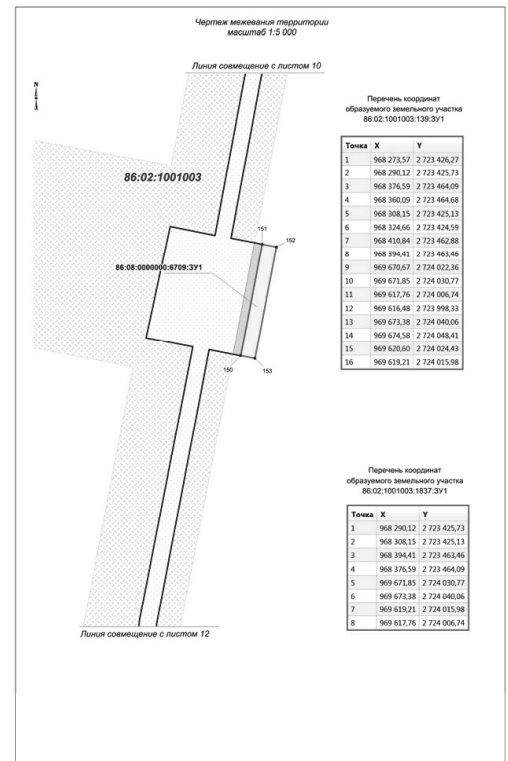 Чертеж межевания территории
масштаб 1:5 000
Линия совмещение с листом 10
N
86:02:1001003
151
152
86:08:0000000:6709:ЗУ1
150
153
Линия совмещение с листом 12
Перечень координат
образуемого земельного участка
86:02:1001003:139:ЗУ1
Точка X Y
1 968 273,57 2 723 426,27
2 968 290,12 2 723 425,73
3 968 376,59 2 723 464,09
4 968 360,09 2 723 464,68
5 968 308,15 2 723 425,13
6 968 324,66 2 723 424,59
7 968 410,84 2 723 462,88
8 968 394,41 2 723 463,46
9 969 670,67 2 724 022,36
10 969 671,85 2 724 030,77
11 969 617,76 2 724 006,74
12 969 616,48 2 723 998,33
13 969 673,38 2 724 040,06
14 969 674,58 2 724 048,41
15 969 620,60 2 724 024,43
16 969 619,21 2 724 015,98
Перечень координат
образуемого земельного участка
86:02:1001003:1837:ЗУ1
Точка X Y
1 968 290,12 2 723 425,73
2 968 308,15 2 723 425,13
3 968 394,41 2 723 463,46
4 968 376,59 2 723 464,09
5 969 671,85 2 724 030,77
6 969 673,38 2 724 040,06
7 969 619,21 2 724 015,98
8 969 617,76 2 724 006,74